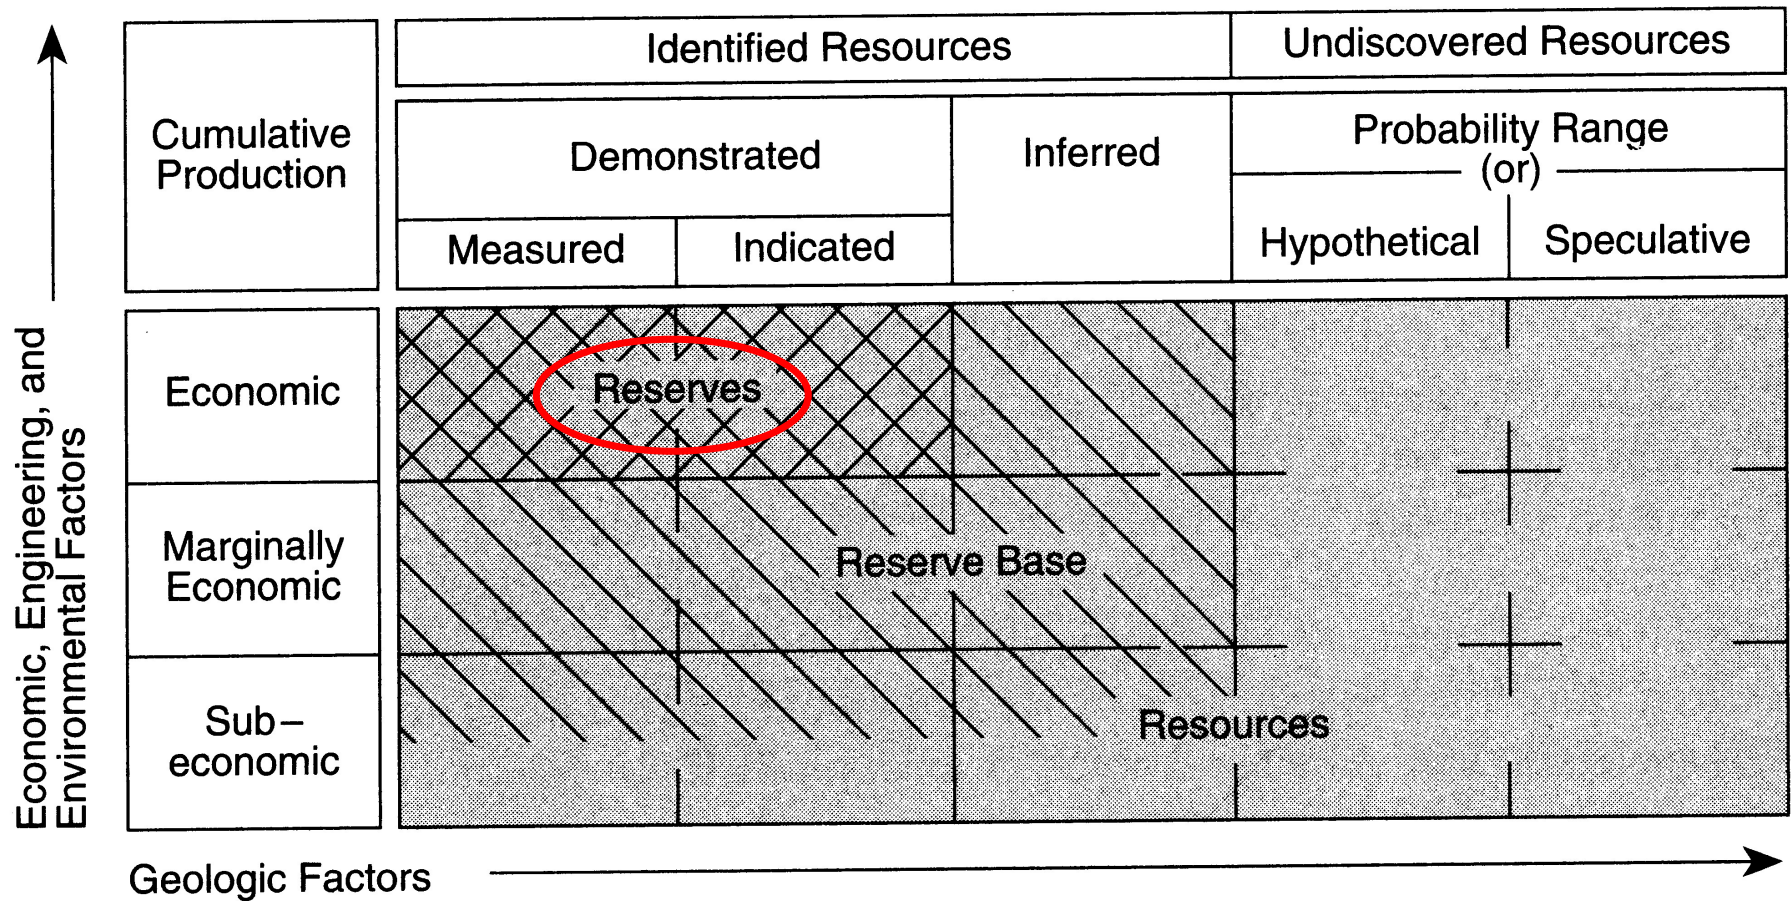 Identified Resources
Undiscovered Resources
Cumulative
Production
Demonstrated
Inferred
Probability Range
(or)
Measured
Indicated
Hypothetical
Speculative
Economic, Engineering, and
Environmental Factors
Economic
Reserves
Marginally
Economic
Reserve Base
Sub–
economic
Resources
Geologic Factors